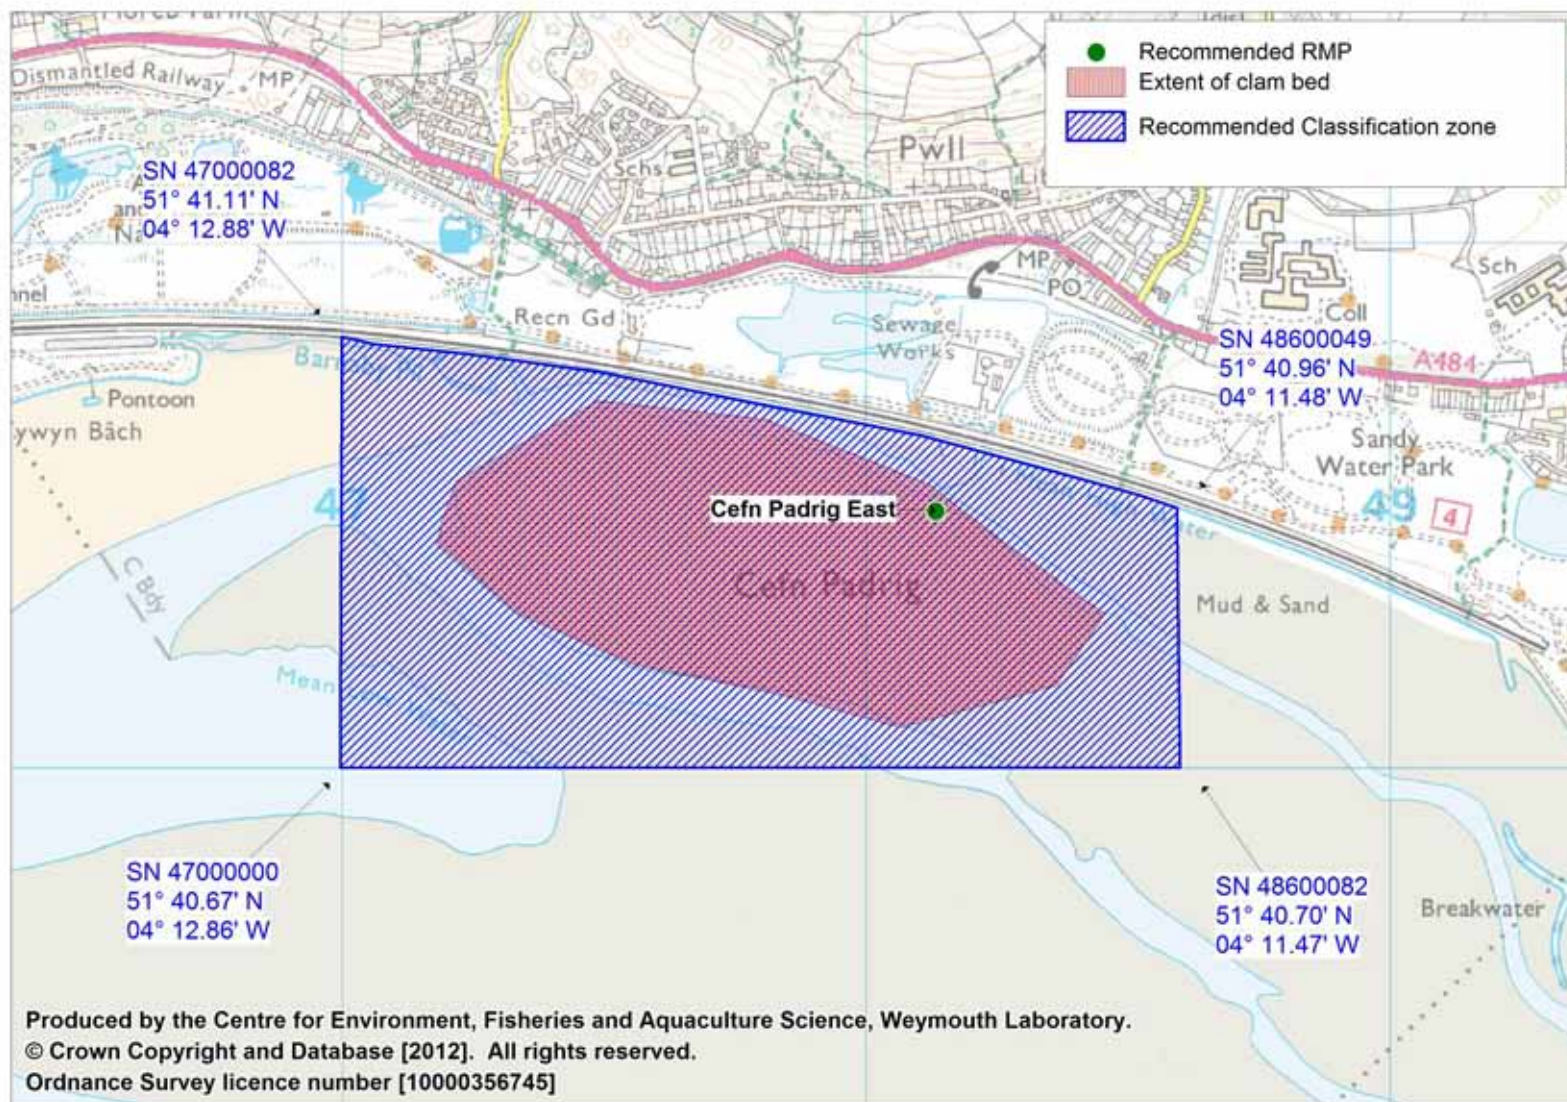 Recommended RMP
Extent of clam bed
Recommended Classification zone
Dismantled Railway
MP
Schs
Pwll
SN 47000082
51° 41.11' N
04° 12.88' W
MP
PO
Sch
Coll
Recn Gd
Sewage
Works
SN 48600049
51° 40.96' N
04° 11.48' W
A484
Pontoon
Sandy
Water Park
47
49
4
Cefn Padrig East
C Bdy
Cefn Padrig
Mud & Sand
Mean
SN 47000000
51° 40.67' N
04° 12.86' W
SN 48600082
51° 40.70' N
04° 11.47' W
Breakwater
Produced by the Centre for Environment, Fisheries and Aquaculture Science, Weymouth Laboratory.
© Crown Copyright and Database [2012]. All rights reserved.
Ordnance Survey licence number [10000356745]